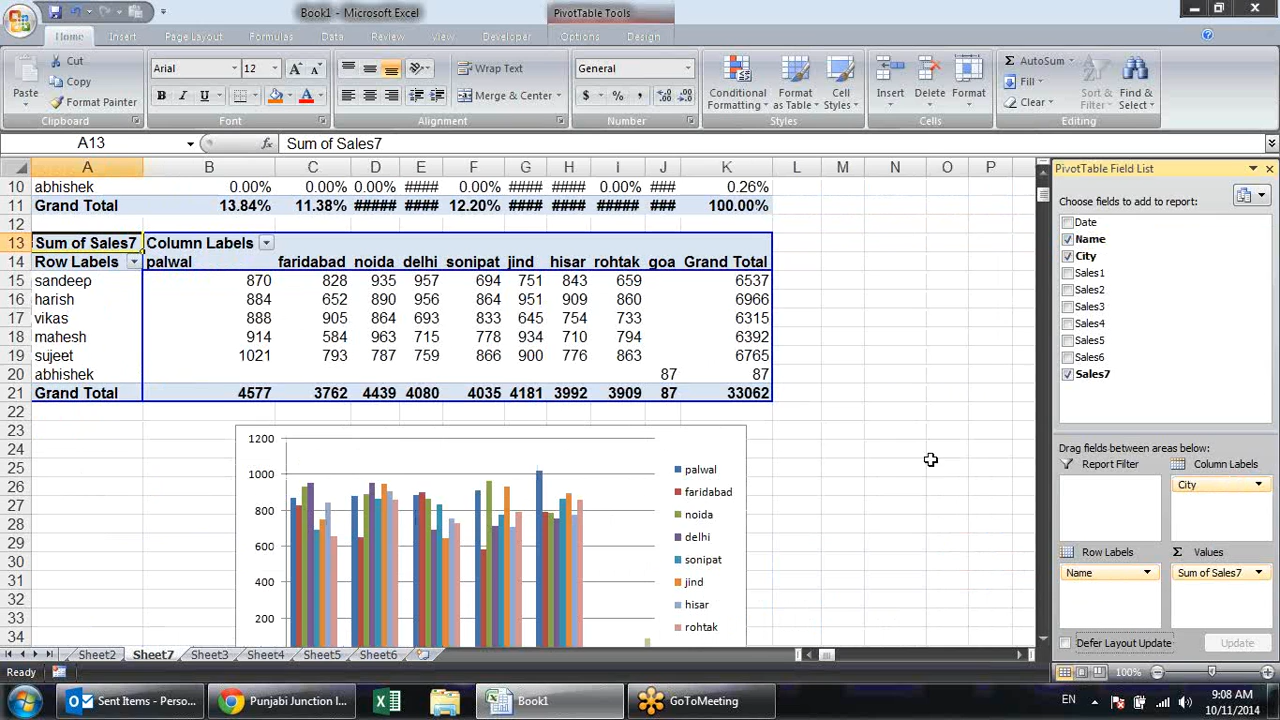 Book1 - Microsoft Excel
PivotTable Tools
Home Insert Page Layout Formulas Data Review View Developer Options Design
Paste
Cut
Copy
Format Painter
Clipboard
Arial 12
B I U
Font
Wrap Text
Merge & Center
Alignment
General
$ % ,
Number
Conditional Formatting
Format as Table
Cell Styles
Styles
Insert
Delete
Format
Cells
Σ AutoSum
Fill
Clear
Sort & Filter
Find & Select
Editing
A13 fx Sum of Sales7
A B C D E F G H I J K L M N O P
10 abhishek 0.00% 0.00% 0.00% #### 0.00% #### #### 0.00% ### 0.26%
11 Grand Total 13.84% 11.38% ##### #### 12.20% #### #### ##### ### 100.00%
12
13 Sum of Sales7 Column Labels
14 Row Labels palwal faridabad noida delhi sonipat jind hisar rohtak goa Grand Total
15 sandeep 870 828 935 957 694 751 843 659 6537
16 harish 884 652 890 956 864 951 909 860 6966
17 vikas 888 905 864 693 833 645 754 733 6315
18 mahesh 914 584 963 715 778 934 710 794 6392
19 sujeet 1021 793 787 759 866 900 776 863 6765
20 abhishek 87 87
21 Grand Total 4577 3762 4439 4080 4035 4181 3992 3909 87 33062
22
23
24
25
26
27
28
29
30
31
32
33
34
1200
1000
800
600
400
200
palwal
faridabad
noida
delhi
sonipat
jind
hisar
rohtak
PivotTable Field List
Choose fields to add to report:
Date
Name
City
Sales1
Sales2
Sales3
Sales4
Sales5
Sales6
Sales7
Drag fields between areas below:
Report Filter
Column Labels
City
Row Labels
Σ Values
Name
Sum of Sales7
Defer Layout Update
Update
Sheet2 Sheet7 Sheet3 Sheet4 Sheet5 Sheet6
Ready
100%
Sent Items - Perso...
Punjabi Junction I...
Book1
GoToMeeting
EN
9:08 AM
10/11/2014